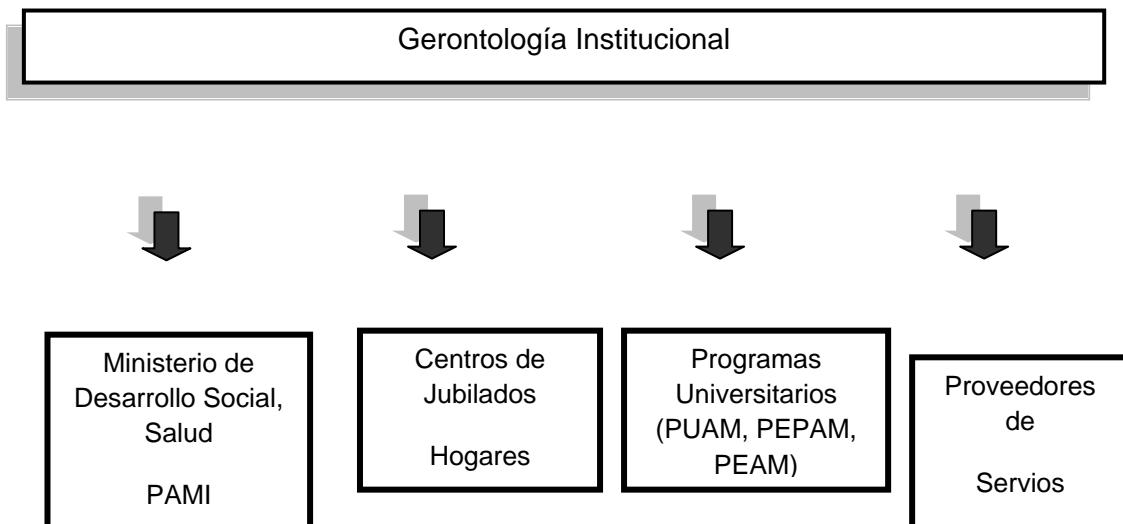 Gerontología Institucional
Ministerio de
Desarrollo Social,
Salud
PAMI
Centros de
Jubilados
Hogares
Programas
Universitarios
(PUAM, PEPAM,
PEAM)
Proveedores
de
Servios